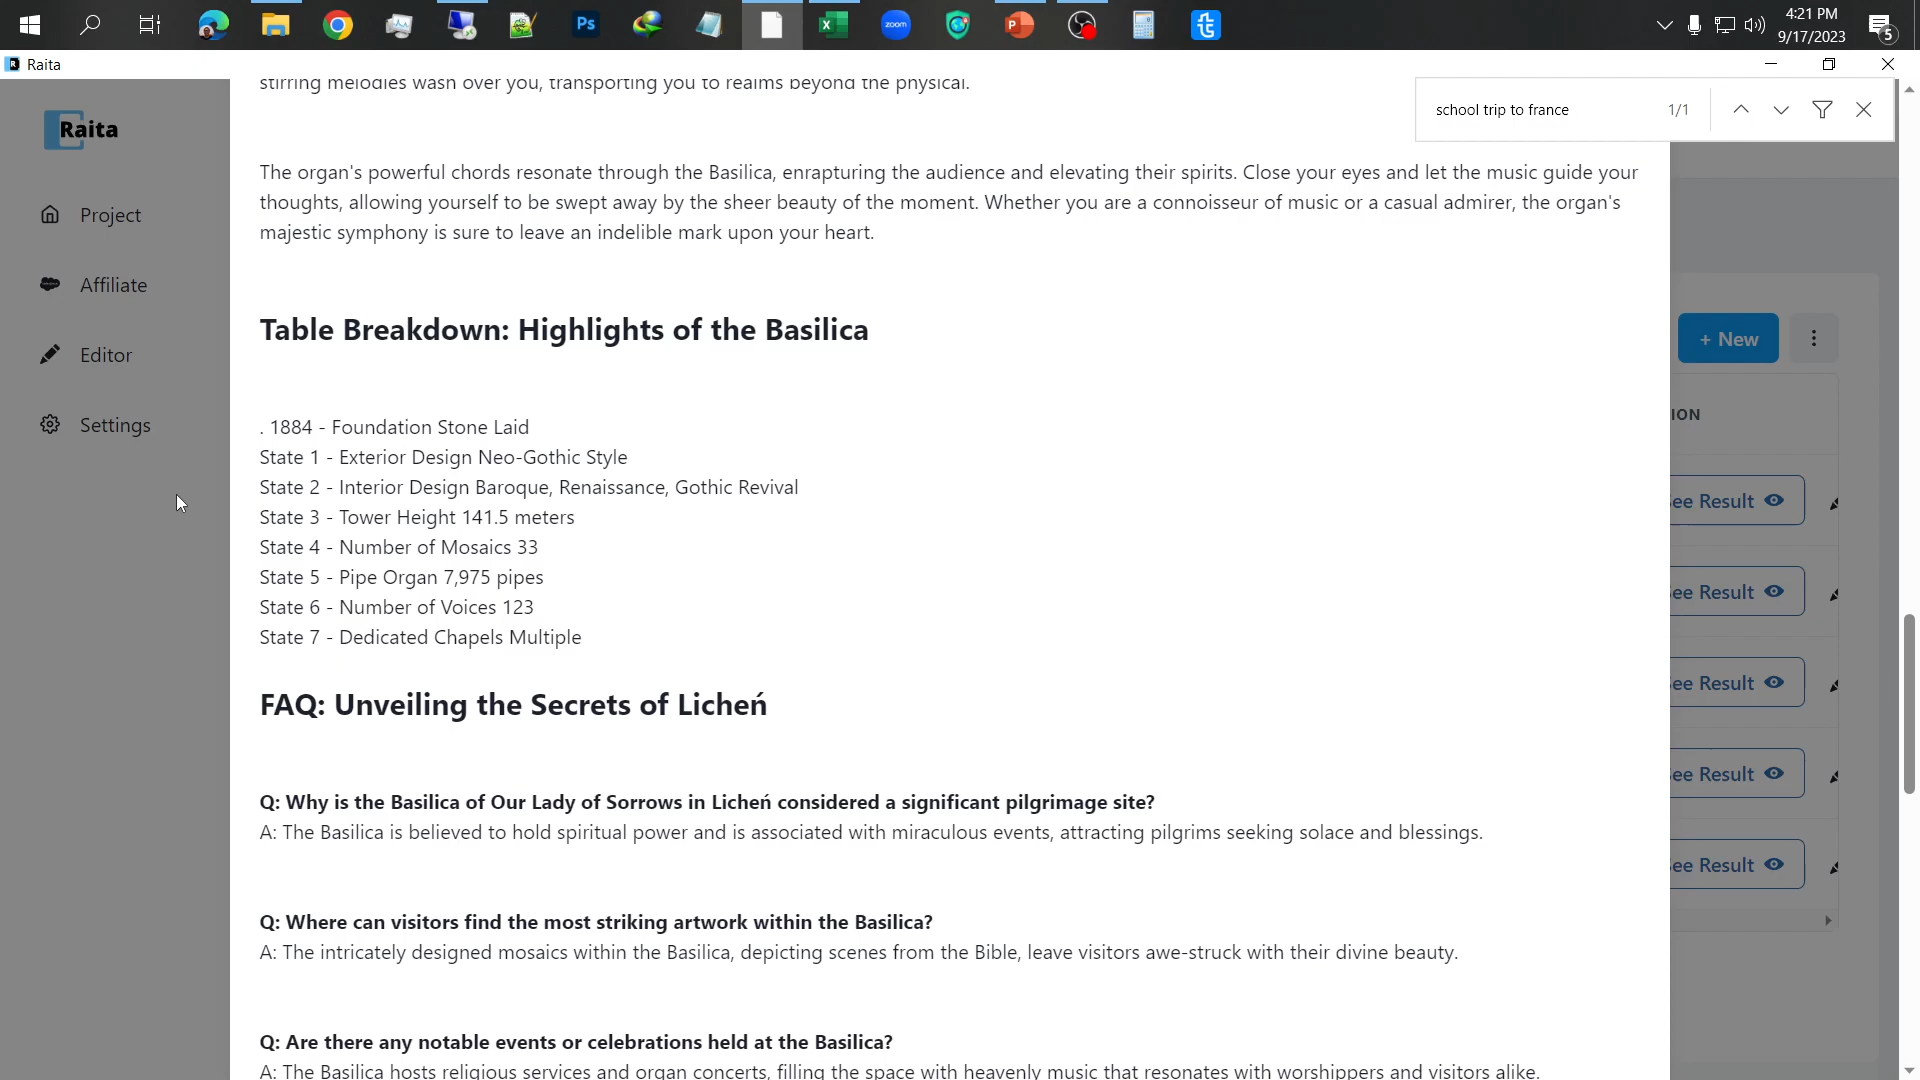 4:21 PM
9/17/2023
5
Raita
stirring melodies wash over you, transporting you to realms beyond the physical.
school trip to france
1/1
Raita
Project
Affiliate
Editor
Settings
The organ's powerful chords resonate through the Basilica, enrapturing the audience and elevating their spirits. Close your eyes and let the music guide your
thoughts, allowing yourself to be swept away by the sheer beauty of the moment. Whether you are a connoisseur of music or a casual admirer, the organ's
majestic symphony is sure to leave an indelible mark upon your heart.
Table Breakdown: Highlights of the Basilica
+ New
ION
. 1884 - Foundation Stone Laid
State 1 - Exterior Design Neo-Gothic Style
State 2 - Interior Design Baroque, Renaissance, Gothic Revival
State 3 - Tower Height 141.5 meters
State 4 - Number of Mosaics 33
State 5 - Pipe Organ 7,975 pipes
State 6 - Number of Voices 123
State 7 - Dedicated Chapels Multiple
FAQ: Unveiling the Secrets of Licheń
Q: Why is the Basilica of Our Lady of Sorrows in Licheń considered a significant pilgrimage site?
A: The Basilica is believed to hold spiritual power and is associated with miraculous events, attracting pilgrims seeking solace and blessings.
Q: Where can visitors find the most striking artwork within the Basilica?
A: The intricately designed mosaics within the Basilica, depicting scenes from the Bible, leave visitors awe-struck with their divine beauty.
Q: Are there any notable events or celebrations held at the Basilica?
A: The Basilica hosts religious services and organ concerts, filling the space with heavenly music that resonates with worshippers and visitors alike.
ee Result
ee Result
ee Result
ee Result
ee Result
Ps
zoom